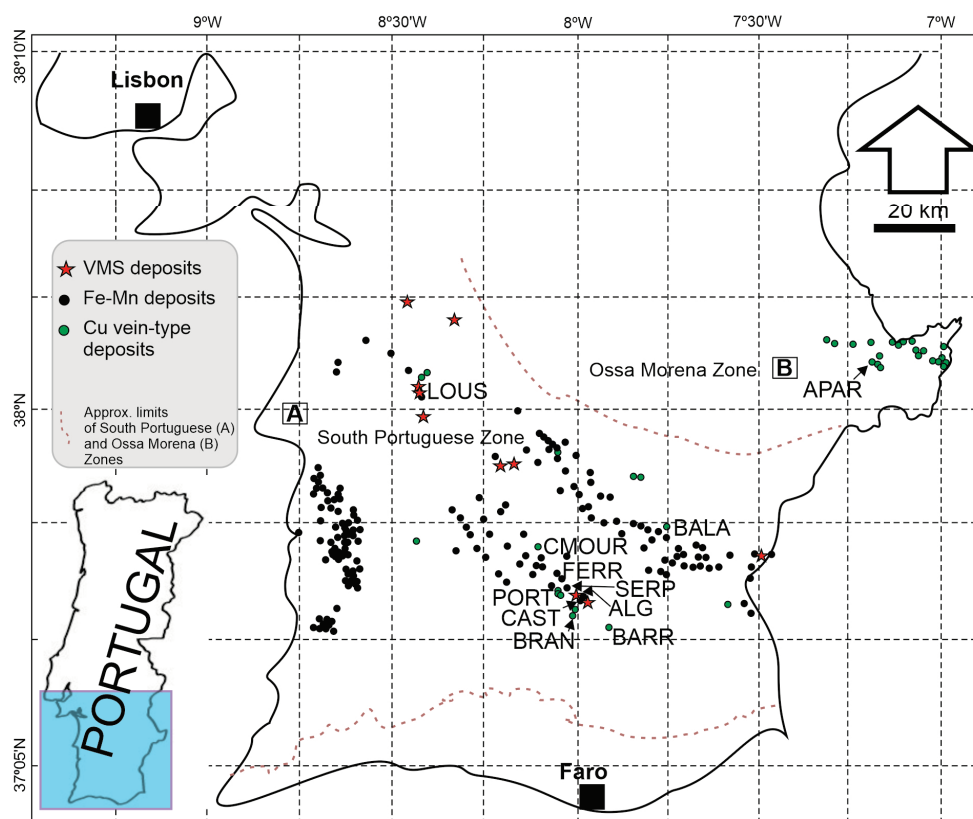 9ºW
8º30'W
8ºW
7º30'W
7ºW
38º10'N
Lisbon
20 km
VMS deposits
Fe-Mn deposits
Cu vein-type
deposits
Approx. limits
of South Portuguese (A)
and Ossa Morena (B)
Zones
Ossa Morena Zone
B
APAR
LOUS
A
38ºN
South Portuguese Zone
BALA
CMOUR
FERR
SERP
PORT
ALG
CAST
BRAN
BARR
PORTUGAL
37º05'N
Faro